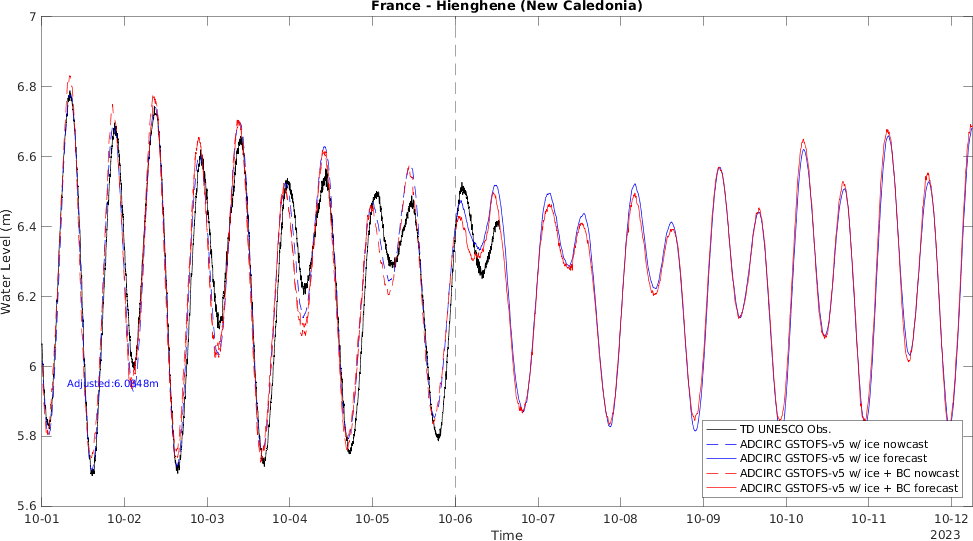 France - Hienghene (New Caledonia)
7
6.8
6.6
6.4
6.2
6
5.8
5.6
Water Level (m)
Adjusted:6.0848m
TD UNESCO Obs.
ADCIRC GSTOFS-v5 w/ ice nowcast
ADCIRC GSTOFS-v5 w/ ice forecast
ADCIRC GSTOFS-v5 w/ ice + BC nowcast
ADCIRC GSTOFS-v5 w/ ice + BC forecast
10-01 10-02 10-03 10-04 10-05 10-06 10-07 10-08 10-09 10-10 10-11 10-12
Time
2023